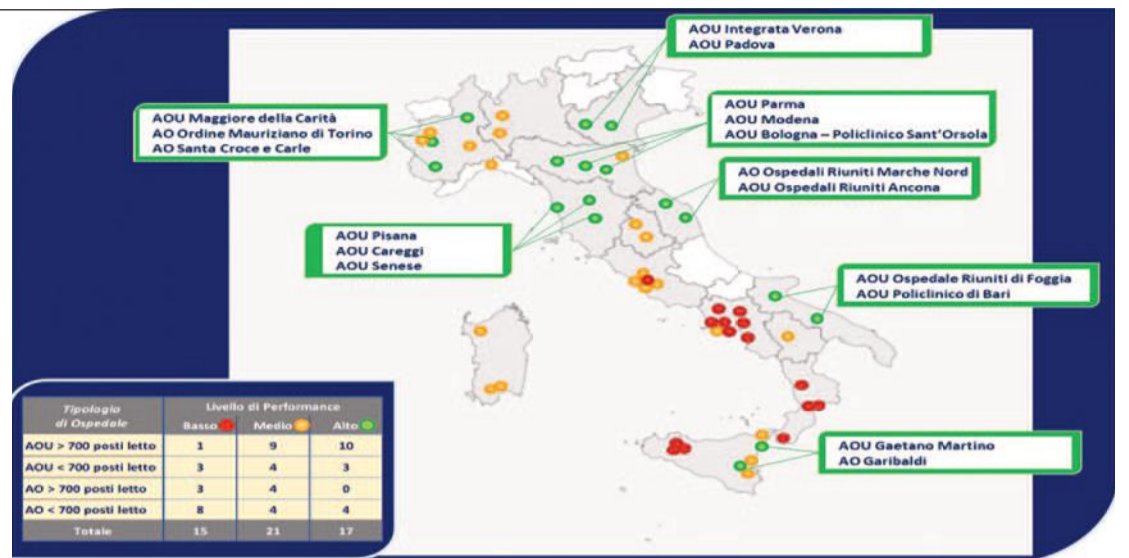 AOU Integrata Verona
AOU Padova
AOU Maggiore della Carità
AO Ordine Mauriziano di Torino
AO Santa Croce e Carle
AOU Parma
AOU Modena
AOU Bologna – Policlinico Sant'Orsola
AO Ospedali Riuniti Marche Nord
AOU Ospedali Riuniti Ancona
AOU Pisana
AOU Careggi
AOU Senese
AOU Ospedale Riuniti di Foggia
AOU Policlinico di Bari
AOU Gaetano Martino
AO Garibaldi
Tipologia di Ospedale
Livello di Performance
Basso Medio Alto
AOU > 700 posti letto 1 9 10
AOU < 700 posti letto 3 4 3
AO > 700 posti letto 3 4 0
AO < 700 posti letto 8 4 4
Totale 15 21 17